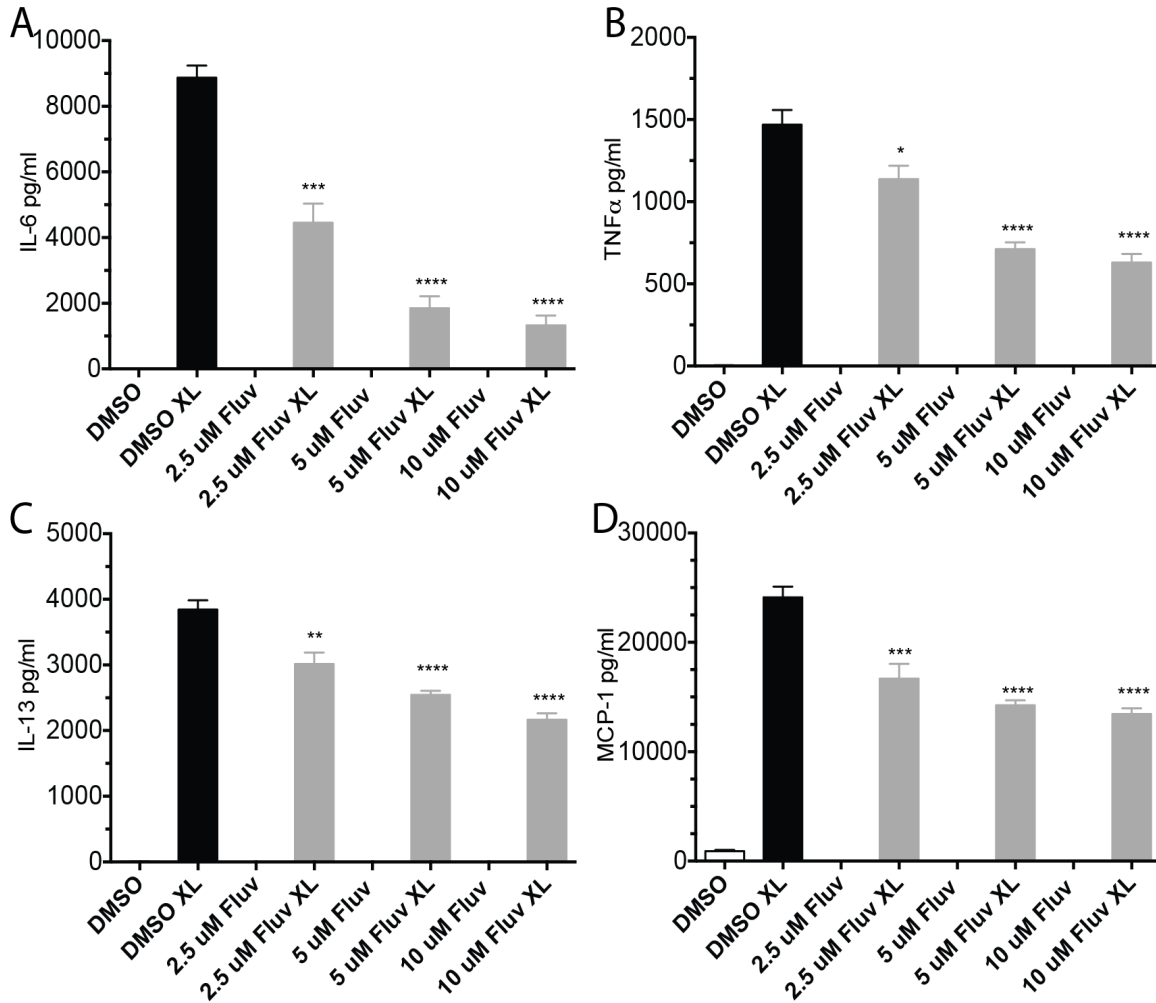 A
IL-6 pg/ml
10000
8000
6000
4000
2000
0
***
****
****
DMSO
DMSO XL
2.5 uM Fluv
2.5 uM Fluv XL
5 uM Fluv
5 uM Fluv XL
10 uM Fluv
10 uM Fluv XL
B
TNFα pg/ml
2000
1500
1000
500
0
*
****
****
DMSO
DMSO XL
2.5 uM Fluv
2.5 uM Fluv XL
5 uM Fluv
5 uM Fluv XL
10 uM Fluv
10 uM Fluv XL
C
IL-13 pg/ml
5000
4000
3000
2000
1000
0
**
****
****
DMSO
DMSO XL
2.5 uM Fluv
2.5 uM Fluv XL
5 uM Fluv
5 uM Fluv XL
10 uM Fluv
10 uM Fluv XL
D
MCP-1 pg/ml
30000
20000
10000
0
***
****
****
DMSO
DMSO XL
2.5 uM Fluv
2.5 uM Fluv XL
5 uM Fluv
5 uM Fluv XL
10 uM Fluv
10 uM Fluv XL